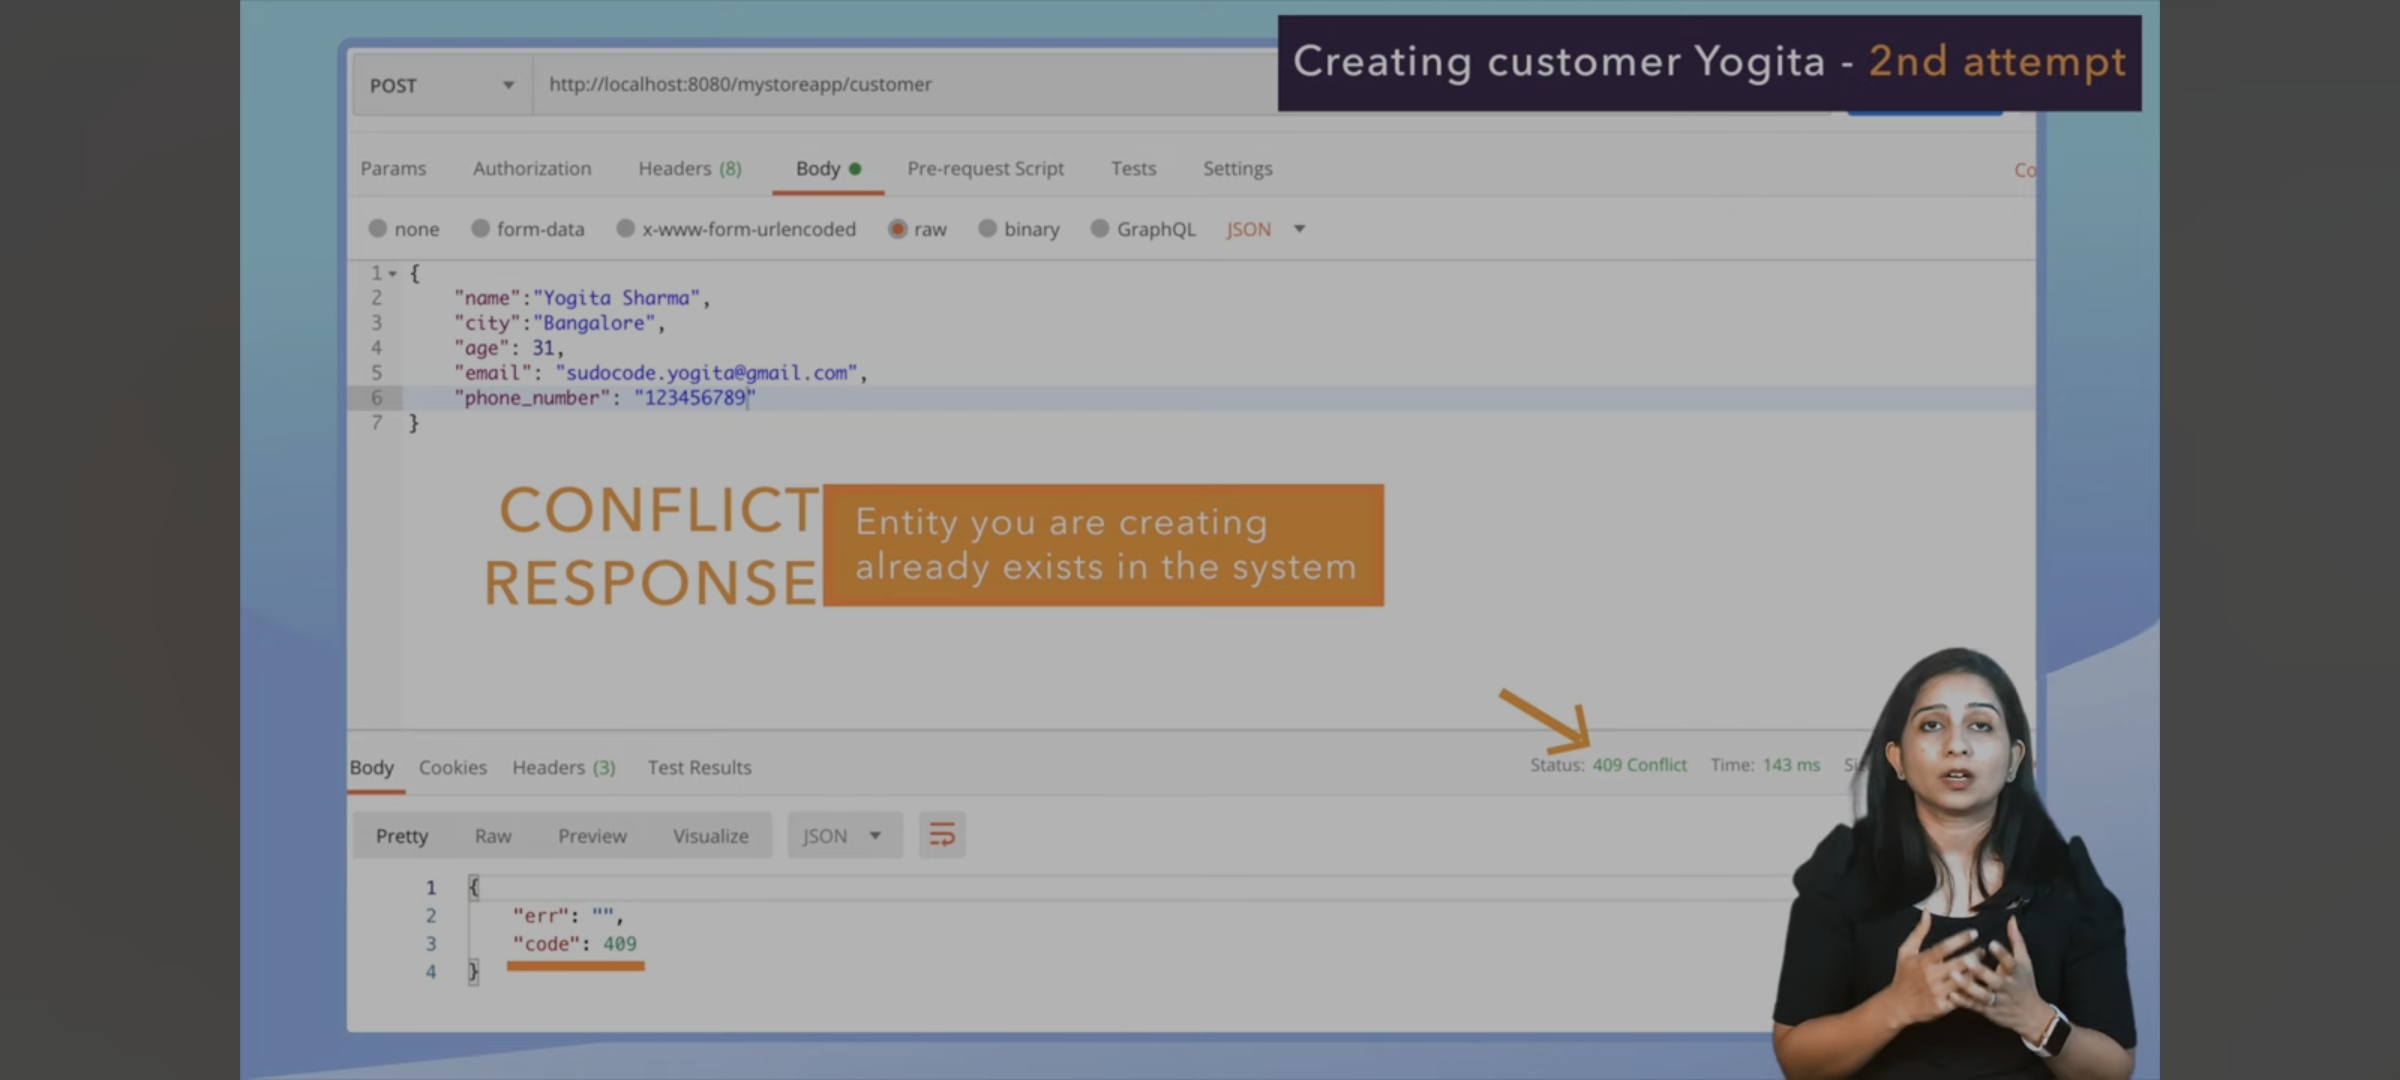 Creating customer Yogita - 2nd attempt
POST http://localhost:8080/mystoreapp/customer
Params Authorization Headers (8) Body Pre-request Script Tests Settings
none form-data x-www-form-urlencoded raw binary GraphQL JSON
1 {
2 "name":"Yogita Sharma",
3 "city":"Bangalore",
4 "age": 31,
5 "email": "sudocode.yogita@gmail.com",
6 "phone_number": "123456789"
7 }
CONFLICT
RESPONSE
Entity you are creating
already exists in the system
Body Cookies Headers (3) Test Results Status: 409 Conflict Time: 143 ms
Pretty Raw Preview Visualize JSON
1 {
2 "err": "",
3 "code": 409
4 }